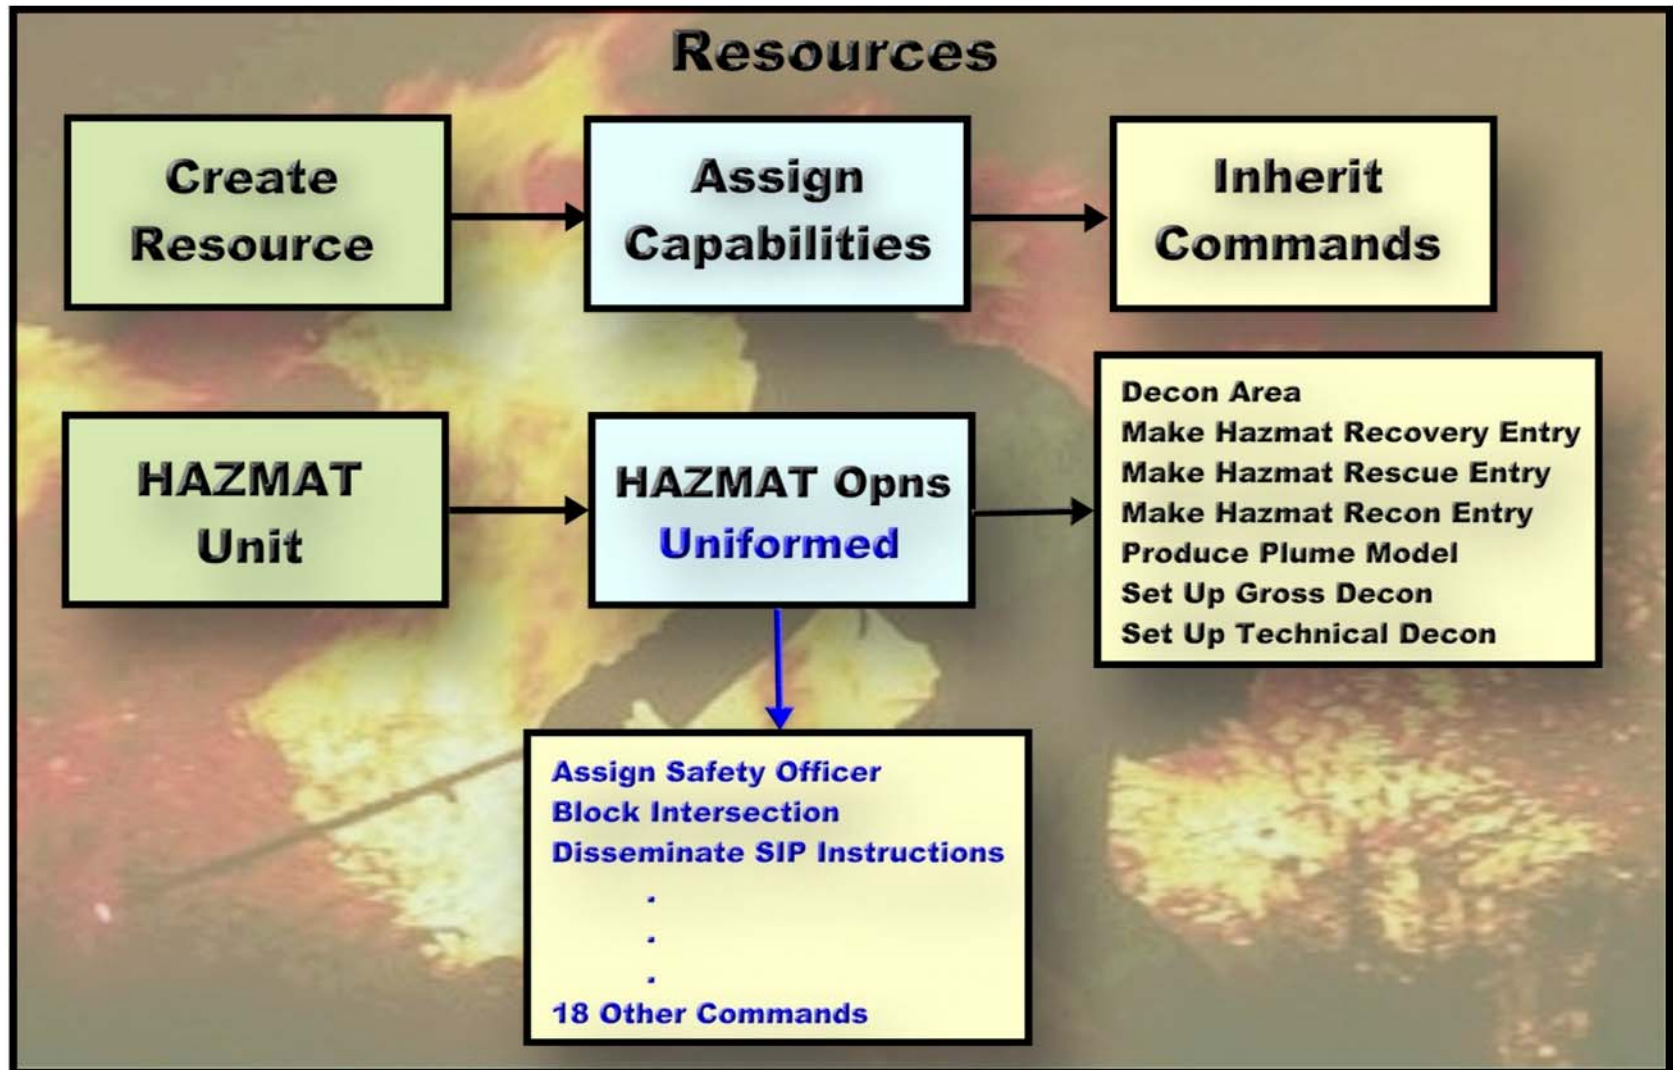 Resources
Create
Resource
Assign
Capabilities
Inherit
Commands
HAZMAT
Unit
HAZMAT Opns
Uniformed
Decon Area
Make Hazmat Recovery Entry
Make Hazmat Rescue Entry
Make Hazmat Recon Entry
Produce Plume Model
Set Up Gross Decon
Set Up Technical Decon
Assign Safety Officer
Block Intersection
Disseminate SIP Instructions
.
.
.
18 Other Commands